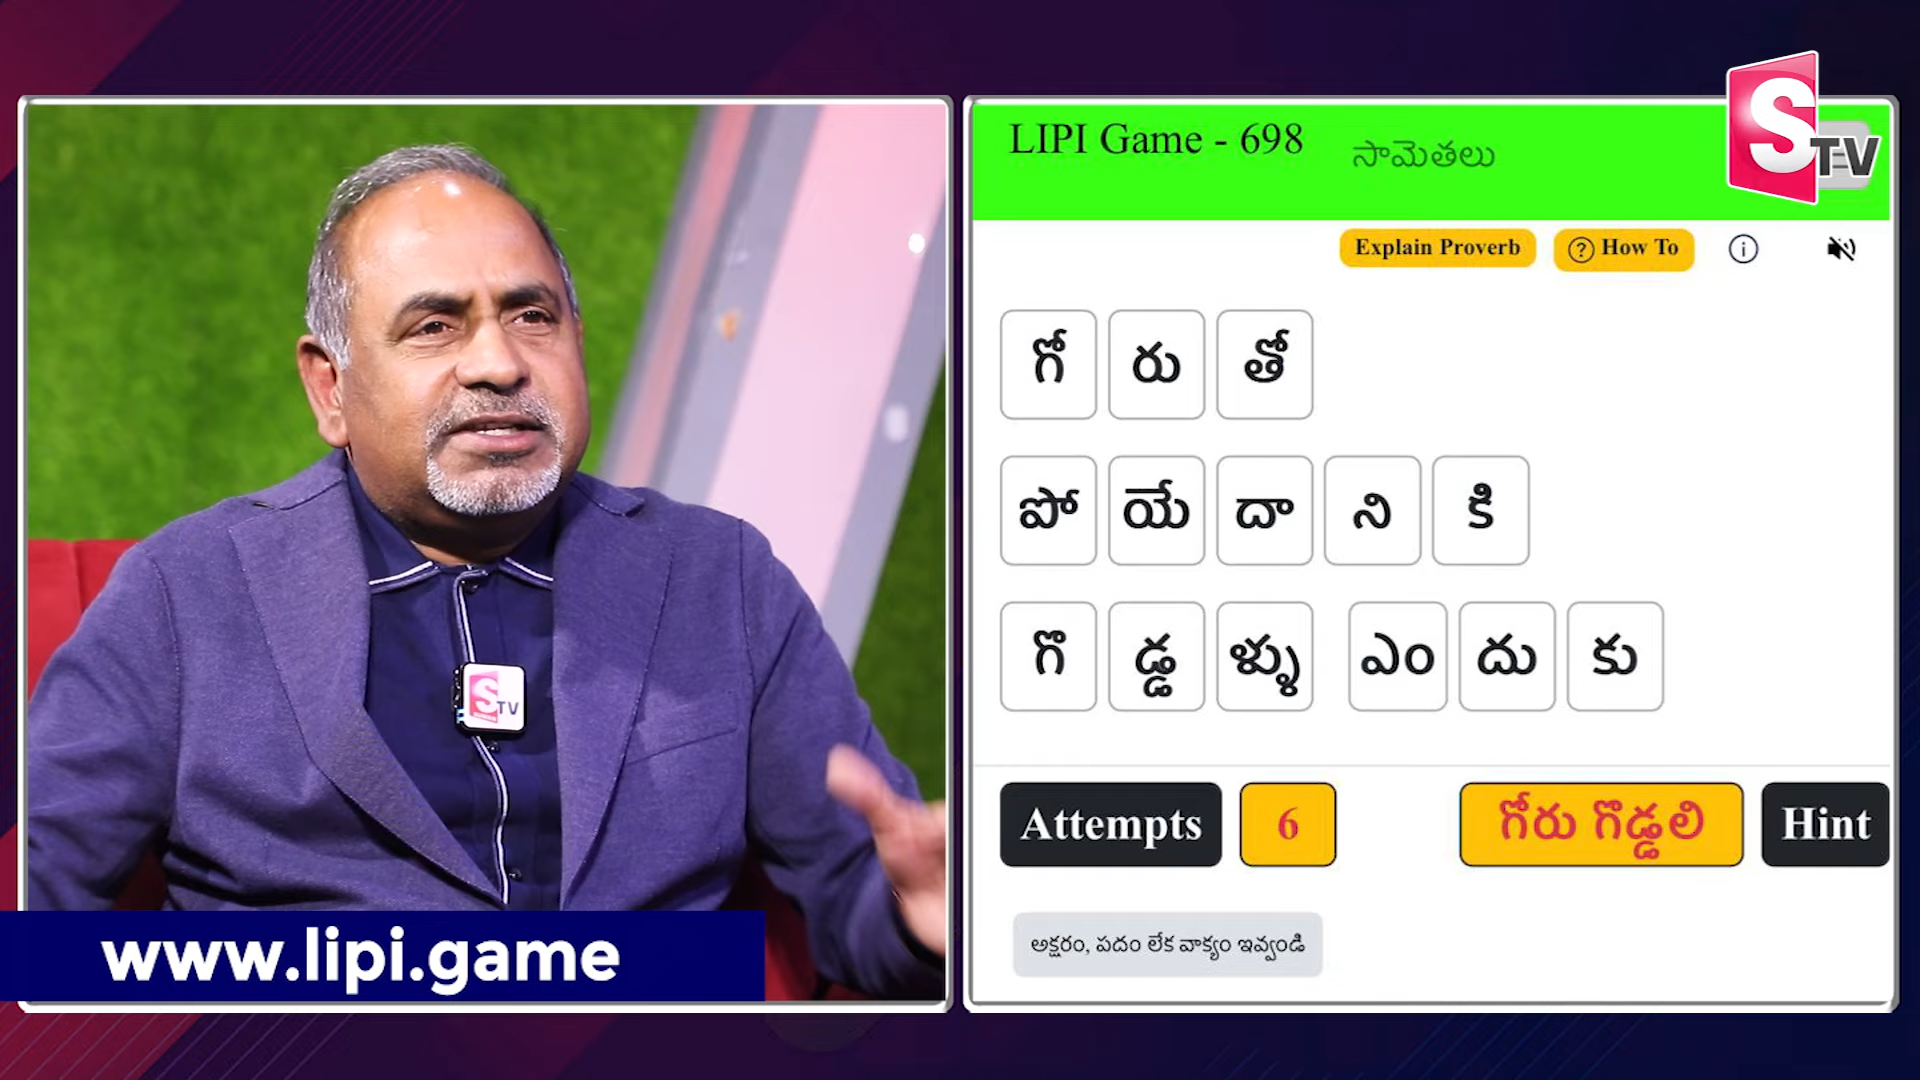 STV
LIPI Game - 698 సామెతలు
Explain Proverb ? How To i
గో రు తో
పో యే దా ని కి
గొ డ్డ ళ్ళు ఎం దు కు
Attempts 6 గోరు గొడ్డలి Hint
అక్షరం, పదం లేక వాక్యం ఇవ్వండి
STV
www.lipi.game